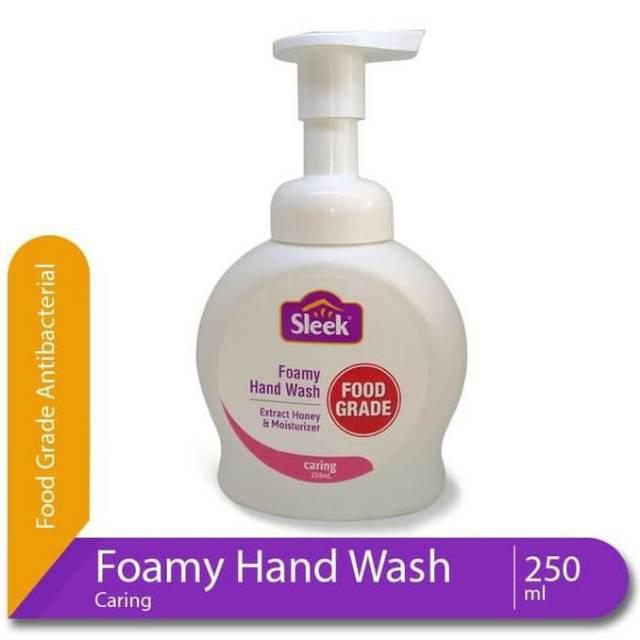 Food Grade Antibacterial
Sleek®
Foamy
Hand Wash
Extract Honey
& Moisturizer
FOOD
GRADE
caring
250mL
Foamy Hand Wash
Caring
250
ml